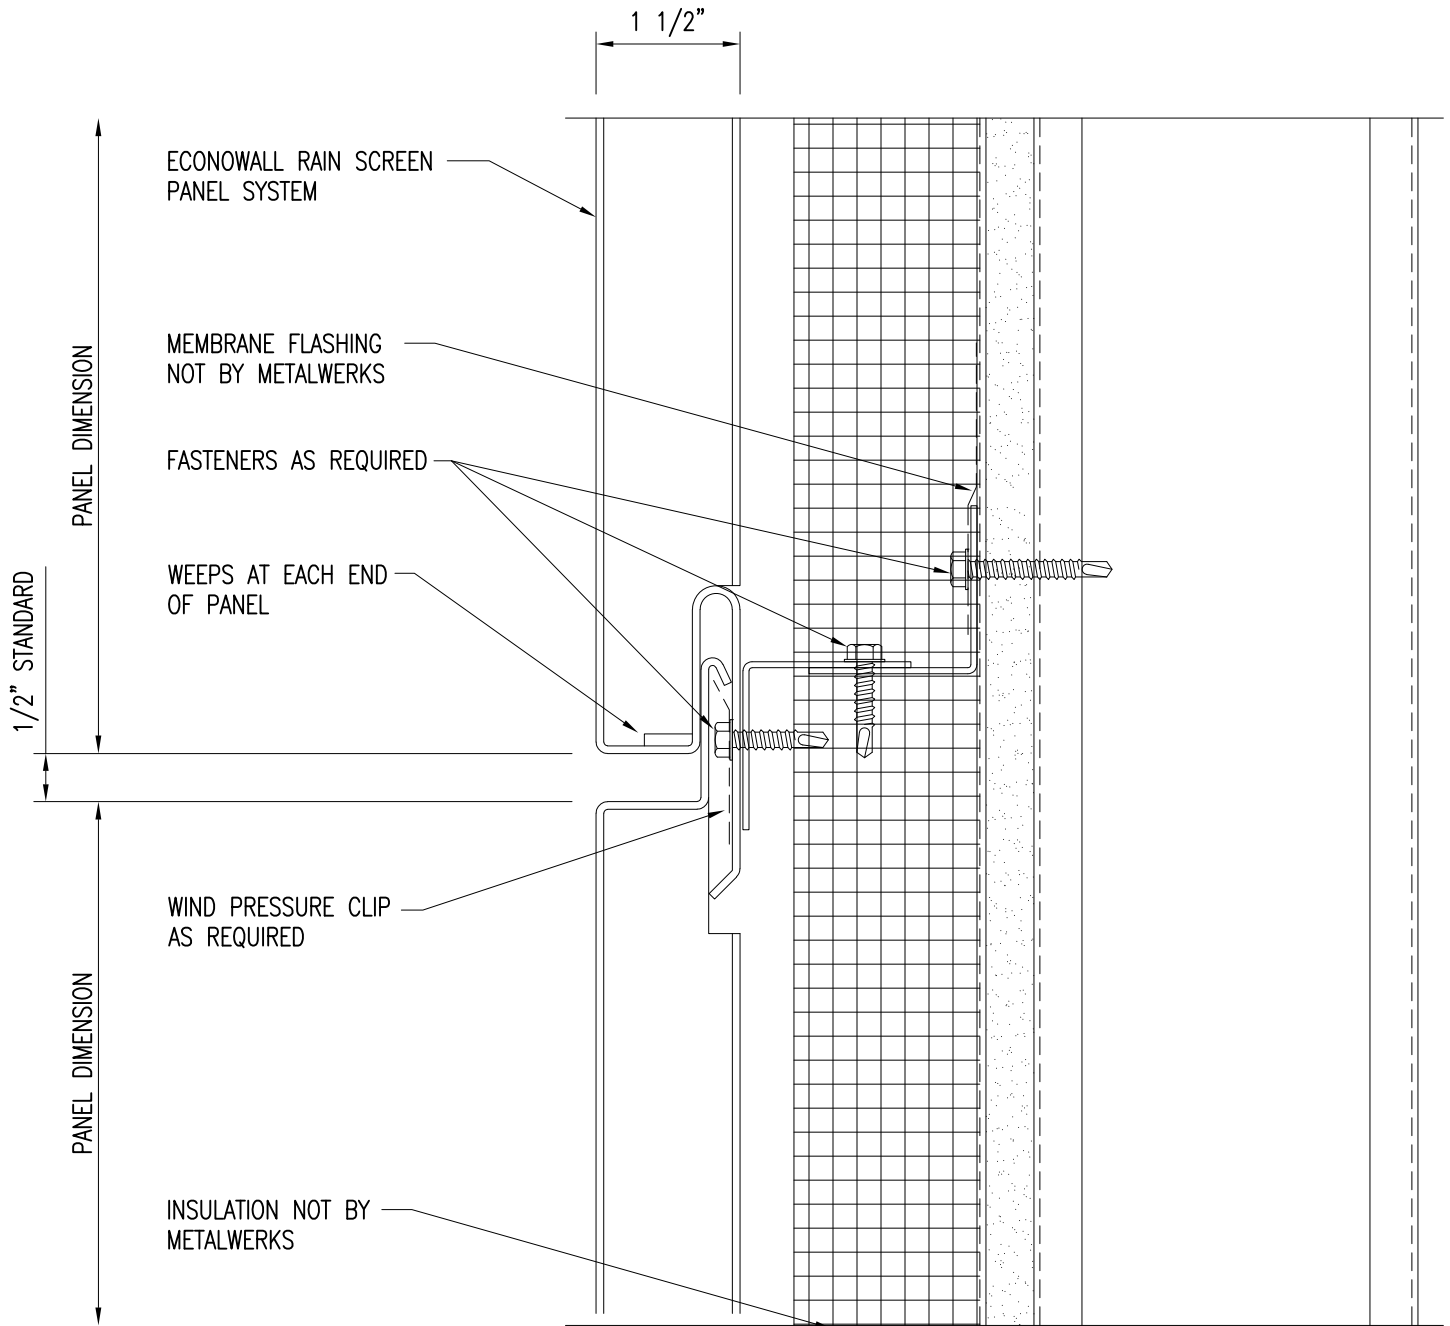 1 1/2”
ECONOWALL RAIN SCREEN
PANEL SYSTEM
MEMBRANE FLASHING
NOT BY METALWERKS
PANEL DIMENSION
FASTENERS AS REQUIRED
WEEPS AT EACH END
OF PANEL
1/2” STANDARD
WIND PRESSURE CLIP
AS REQUIRED
PANEL DIMENSION
INSULATION NOT BY
METALWERKS